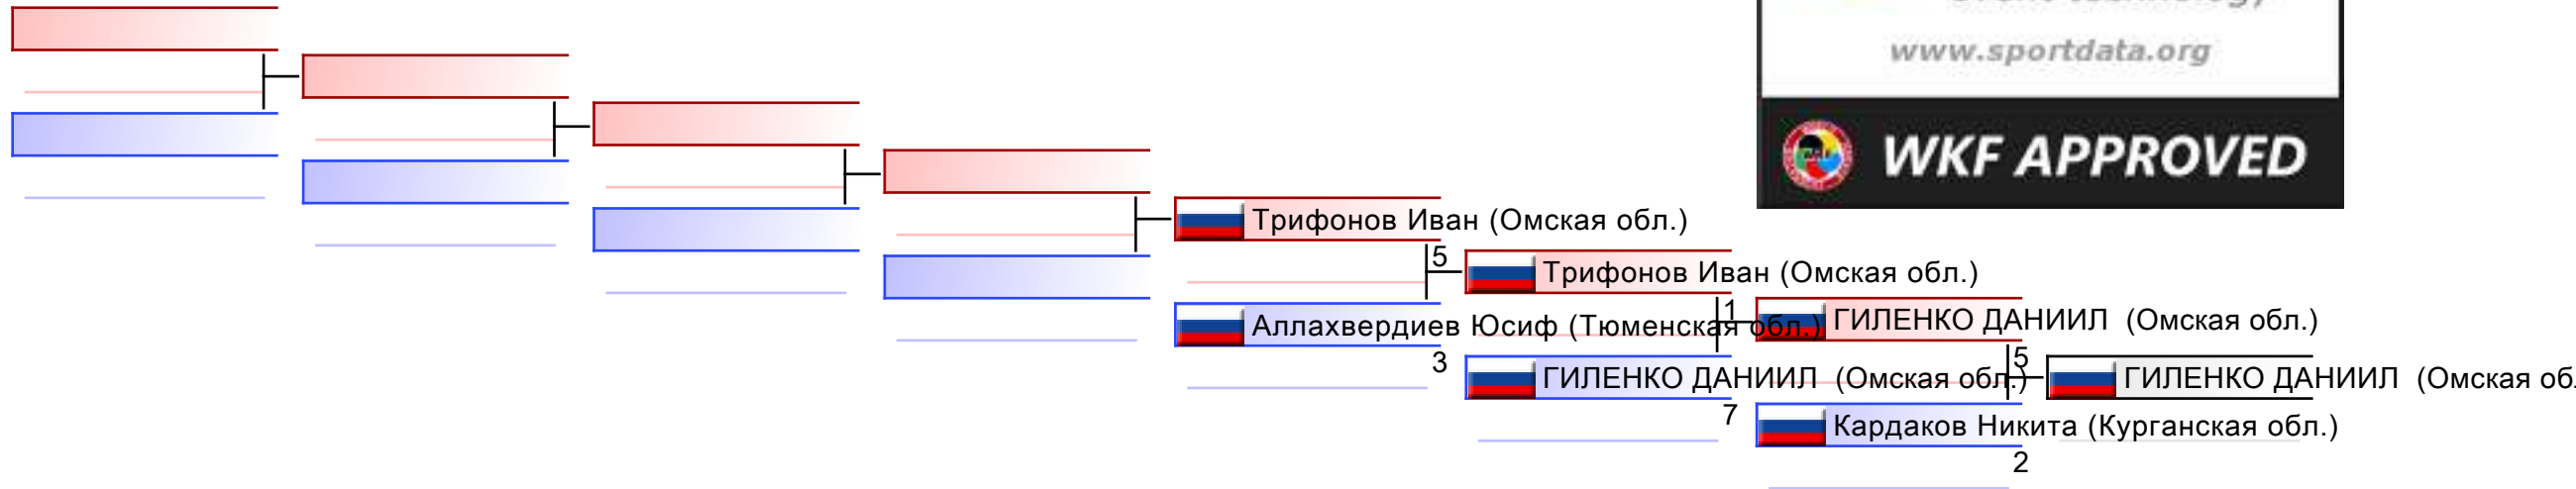 www.sportdata.org
WKF APPROVED
Трифонов Иван (Омская обл.)
5
Трифонов Иван (Омская обл.)
Аллахвердиев Юсиф (Тюменская обл.)
3
1
ГИЛЕНКО ДАНИИЛ (Омская обл.)
ГИЛЕНКО ДАНИИЛ (Омская обл.)
7
5
ГИЛЕНКО ДАНИИЛ (Омская об
Кардаков Никита (Курганская обл.)
2